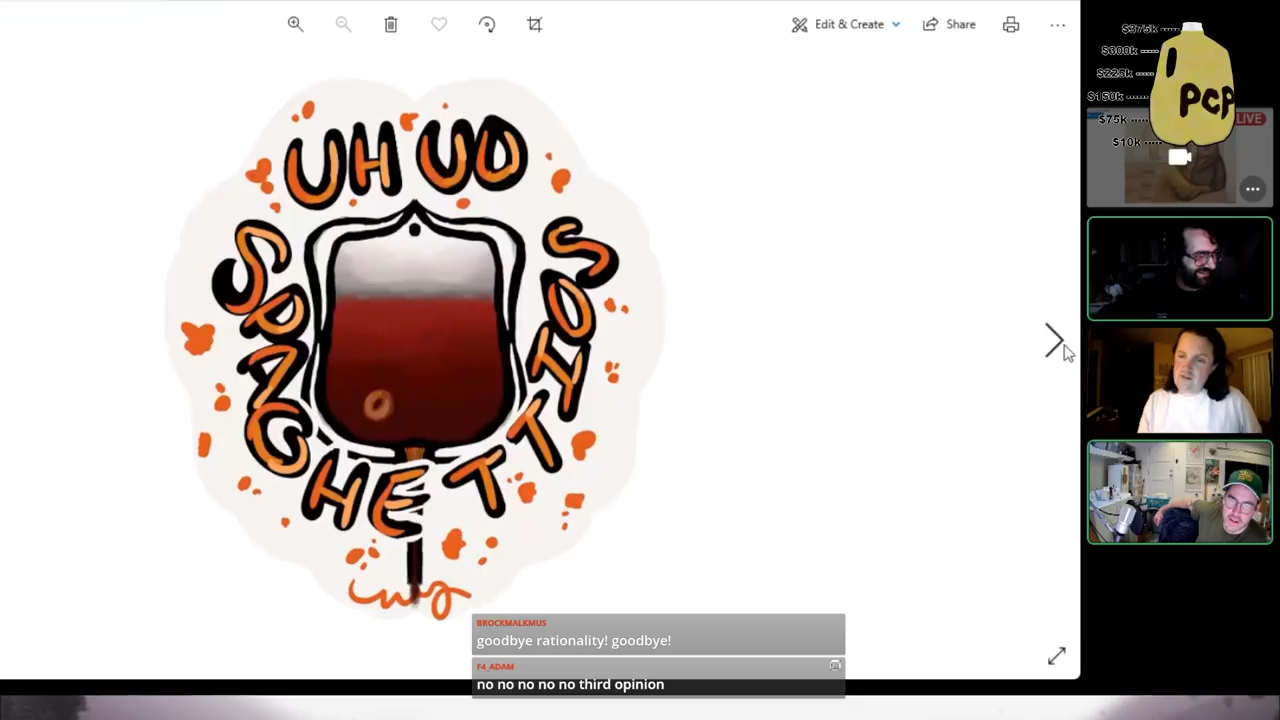 Edit & Create
Share
$375k
$300k
$225k
$150k
$75k
$10k
PCP
LIVE
UH UO
SPAGHETTIOS
BROCKMALKMUS
goodbye rationality! goodbye!
F4_ADAM
no no no no no third opinion